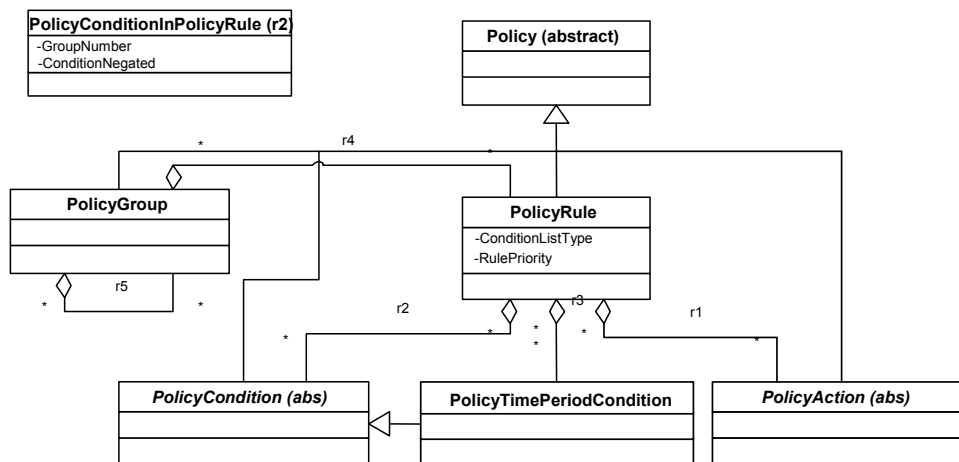 PolicyConditionInPolicyRule (r2)
-GroupNumber
-ConditionNegated
Policy (abstract)
* r4 *
PolicyGroup
PolicyRule
-ConditionListType
-RulePriority
* r5 *
r2 r3 r1
* * * * * *
PolicyCondition (abs)
PolicyTimePeriodCondition
PolicyAction (abs)